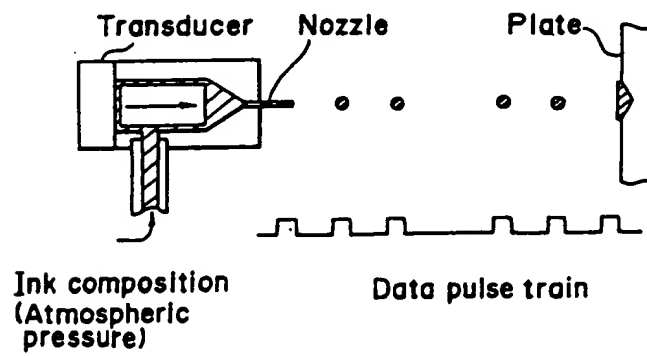 Transducer
Nozzle
Plate
Ink composition
(Atmospheric
pressure)
Data pulse train